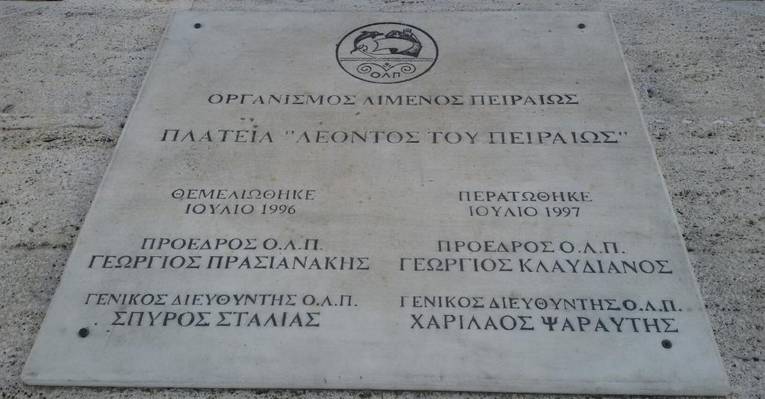 ΟΛΠ
ΟΡΓΑΝΙΣΜΟΣ ΛΙΜΕΝΟΣ ΠΕΙΡΑΙΩΣ
ΠΛΑΤΕΙΑ "ΛΕΟΝΤΟΣ ΤΟΥ ΠΕΙΡΑΙΩΣ"
ΘΕΜΕΛΙΩΘΗΚΕ
ΙΟΥΛΙΟ 1996
ΠΡΟΕΔΡΟΣ Ο.Λ.Π.
ΓΕΩΡΓΙΟΣ ΠΡΑΣΙΑΝΑΚΗΣ
ΓΕΝΙΚΟΣ ΔΙΕΥΘΥΝΤΗΣ Ο.Λ.Π.
ΣΠΥΡΟΣ ΣΤΑΛΙΑΣ
ΠΕΡΑΤΩΘΗΚΕ
ΙΟΥΛΙΟ 1997
ΠΡΟΕΔΡΟΣ Ο.Λ.Π.
ΓΕΩΡΓΙΟΣ ΚΛΑΥΔΙΑΝΟΣ
ΓΕΝΙΚΟΣ ΔΙΕΥΘΥΝΤΗΣ Ο.Λ.Π.
ΧΑΡΙΛΑΟΣ ΨΑΡΑΥΤΗΣ